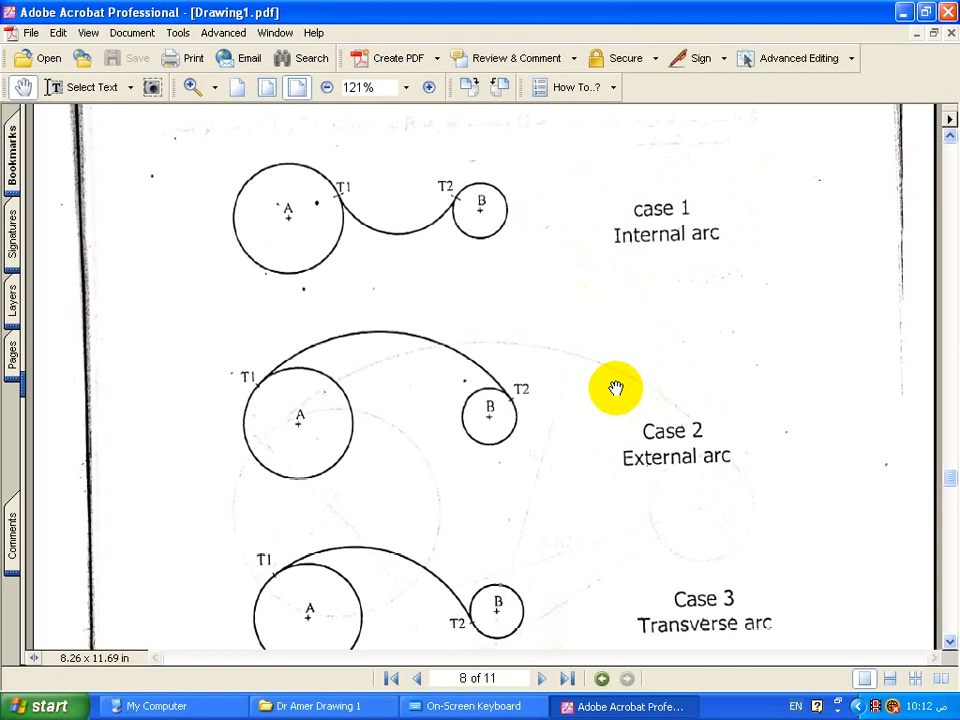 Adobe Acrobat Professional - [Drawing1.pdf]
File Edit View Document Tools Advanced Window Help
Open Save Print Email Search Create PDF Review & Comment Secure Sign Advanced Editing
Select Text 121% How To..?
Bookmarks
Signatures
Layers
Pages
Comments
T1 T2
A B
case 1
Internal arc
T1 T2
A B
Case 2
External arc
T1
A B
T2
Case 3
Transverse arc
8.26 x 11.69 in
8 of 11
start My Computer Dr Amer Drawing 1 On-Screen Keyboard Adobe Acrobat Profe... EN 10:12 ص